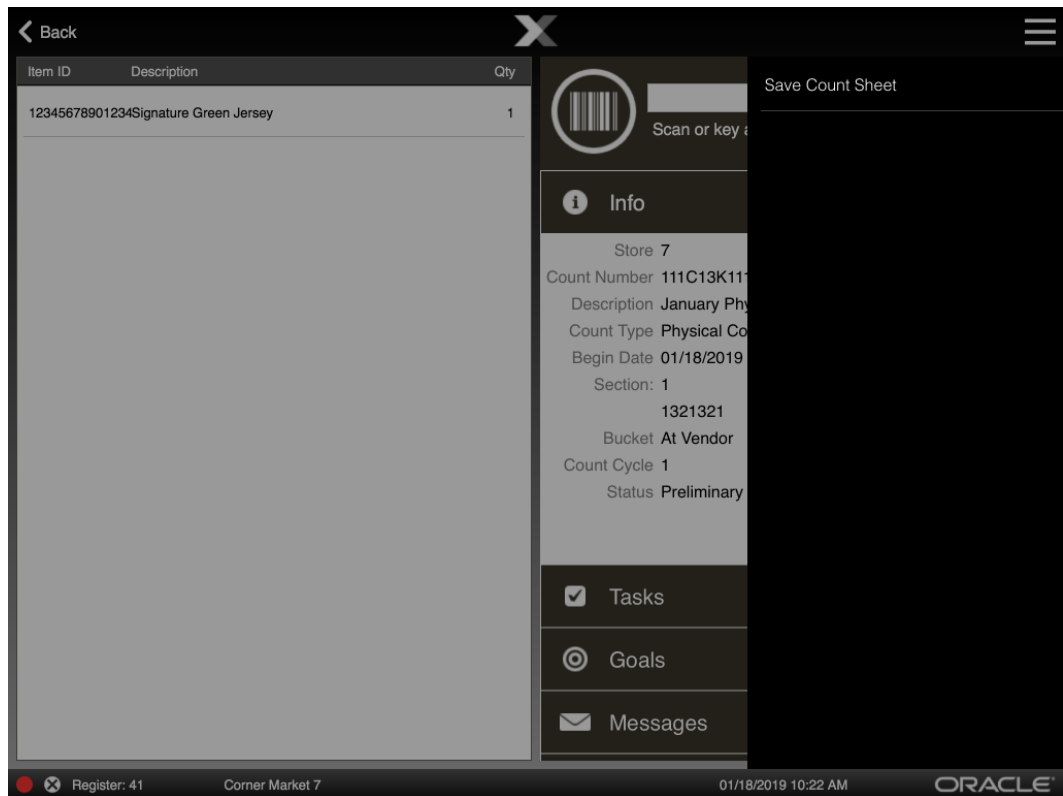 Back
Item ID Description Qty
12345678901234Signature Green Jersey 1
Scan or key a
Save Count Sheet
Info
Store 7
Count Number 111C13K111
Description January Phy
Count Type Physical Co
Begin Date 01/18/2019
Section: 1
1321321
Bucket At Vendor
Count Cycle 1
Status Preliminary
Tasks
Goals
Messages
Register: 41 Corner Market 7 01/18/2019 10:22 AM ORACLE